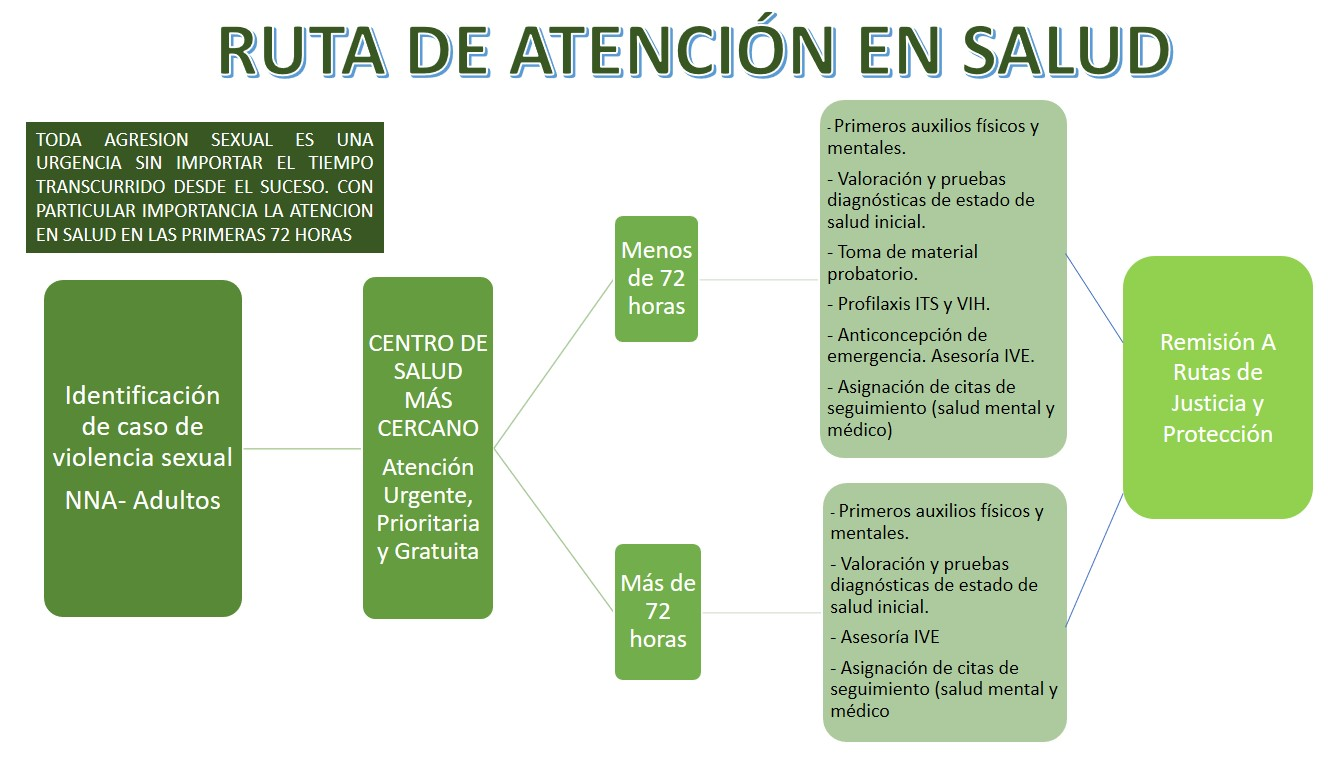 RUTA DE ATENCIÓN EN SALUD
TODA AGRESION SEXUAL ES UNA
URGENCIA SIN IMPORTAR EL TIEMPO
TRANSCURRIDO DESDE EL SUCESO. CON
PARTICULAR IMPORTANCIA LA ATENCION
EN SALUD EN LAS PRIMERAS 72 HORAS
Identificación
de caso de
violencia sexual
NNA- Adultos
CENTRO DE
SALUD
MÁS
CERCANO
Atención
Urgente,
Prioritaria
y Gratuita
Menos
de 72
horas
- Primeros auxilios físicos y
mentales.
- Valoración y pruebas
diagnósticas de estado de
salud inicial.
- Toma de material
probatorio.
- Profilaxis ITS y VIH.
- Anticoncepción de
emergencia. Asesoría IVE.
- Asignación de citas de
seguimiento (salud mental y
médico)
Más de
72
horas
- Primeros auxilios físicos y
mentales.
- Valoración y pruebas
diagnósticas de estado de
salud inicial.
- Asesoría IVE
- Asignación de citas de
seguimiento (salud mental y
médico
Remisión A
Rutas de
Justicia y
Protección